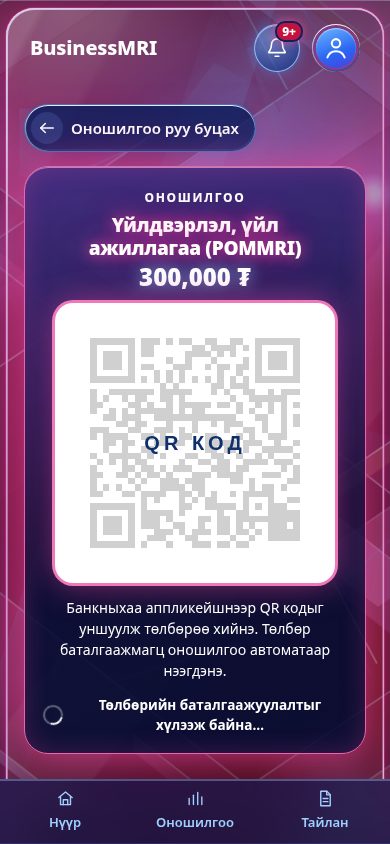 BusinessMRI
9+
Оношилгоо руу буцах
ОНОШИЛГОО
Үйлдвэрлэл, үйл
ажиллагаа (POMMRI)
300,000 ₮
QR КОД
Банкныхаа аппликейшнээр QR кодыг
уншуулж төлбөрөө хийнэ. Төлбөр
баталгаажмагц оношилгоо автоматаар
нээгдэнэ.
Төлбөрийн баталгаажуулалтыг
хүлээж байна...
Нүүр
Оношилгоо
Тайлан